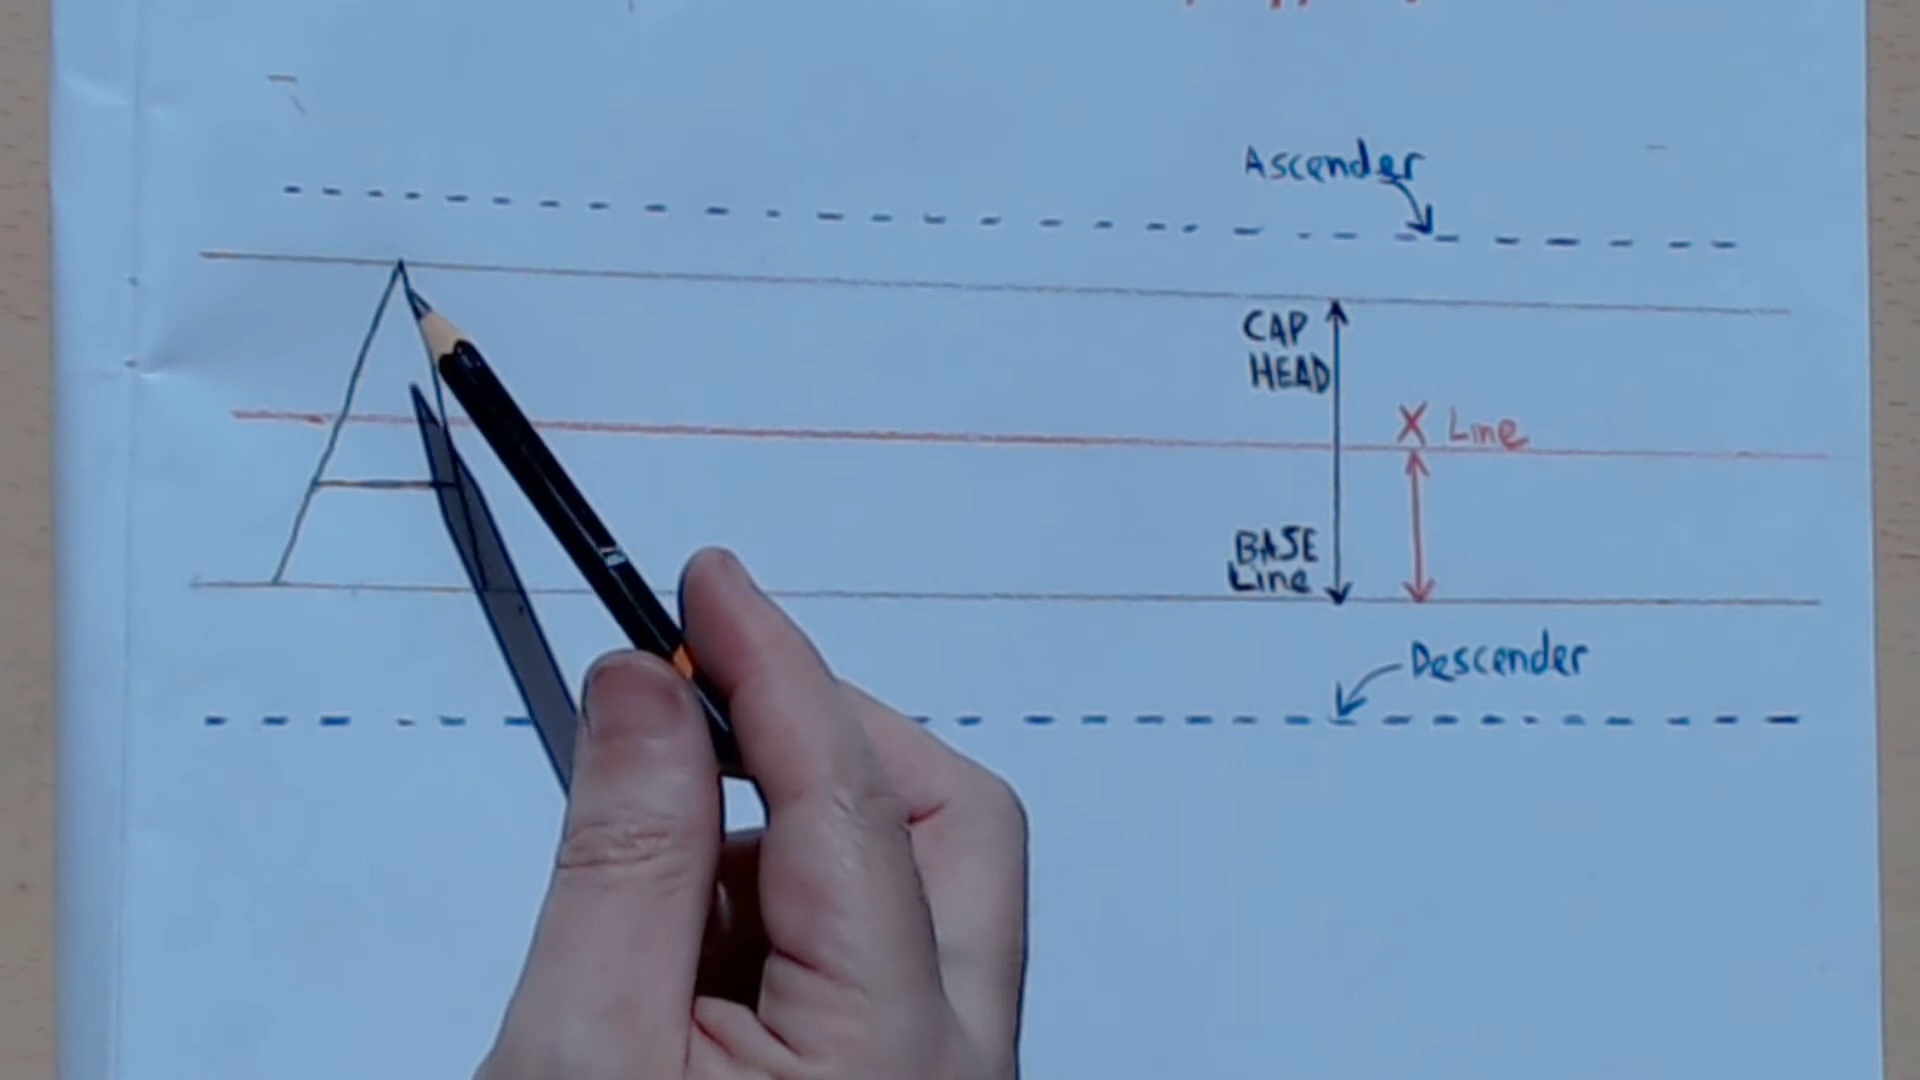 Ascender
CAP
HEAD
X Line
BASE
Line
Descender
A